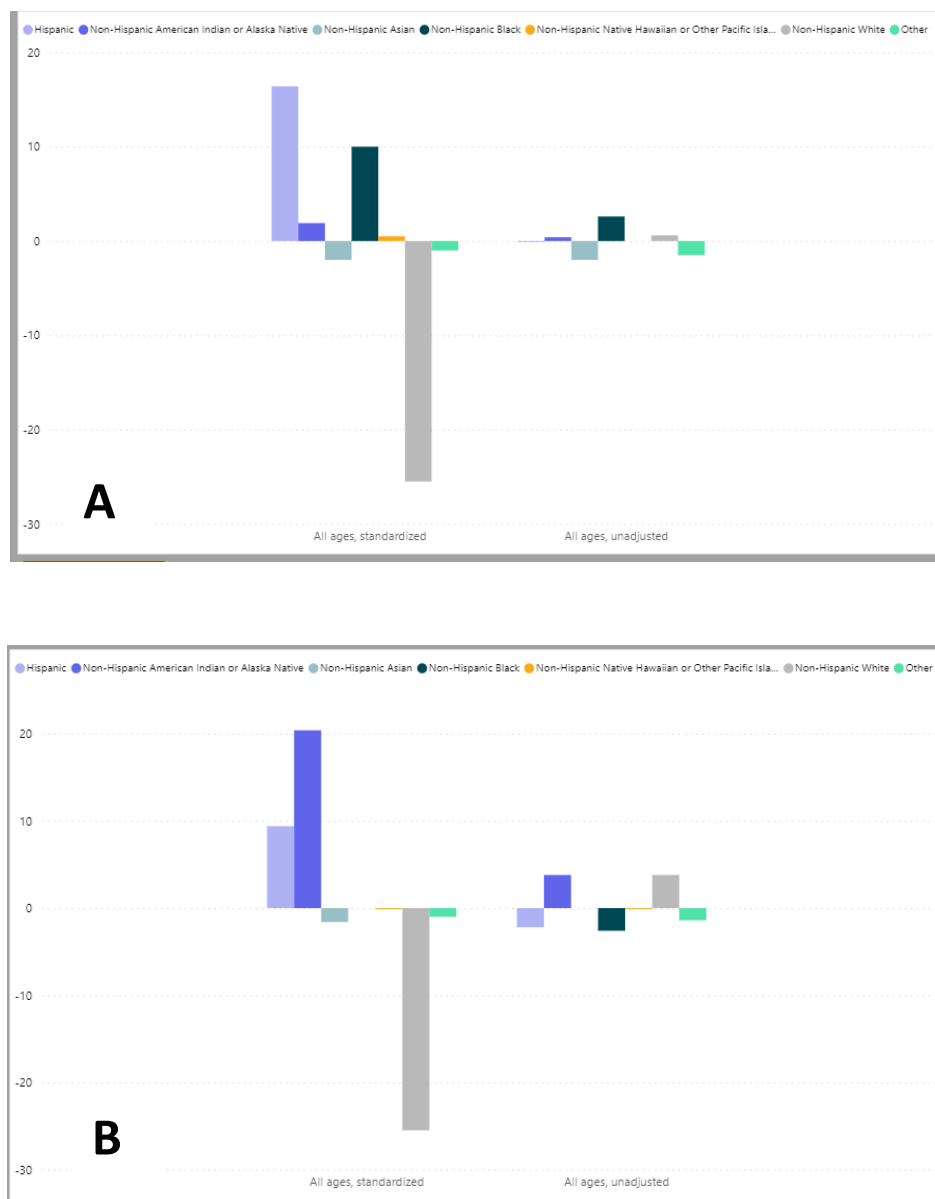 Hispanic Non-Hispanic American Indian or Alaska Native Non-Hispanic Asian Non-Hispanic Black Non-Hispanic Native Hawaiian or Other Pacific Isla... Non-Hispanic White Other
20
10
0
-10
-20
-30
A
All ages, standardized All ages, unadjusted
Hispanic Non-Hispanic American Indian or Alaska Native Non-Hispanic Asian Non-Hispanic Black Non-Hispanic Native Hawaiian or Other Pacific Isla... Non-Hispanic White Other
20
10
0
-10
-20
-30
B
All ages, standardized All ages, unadjusted